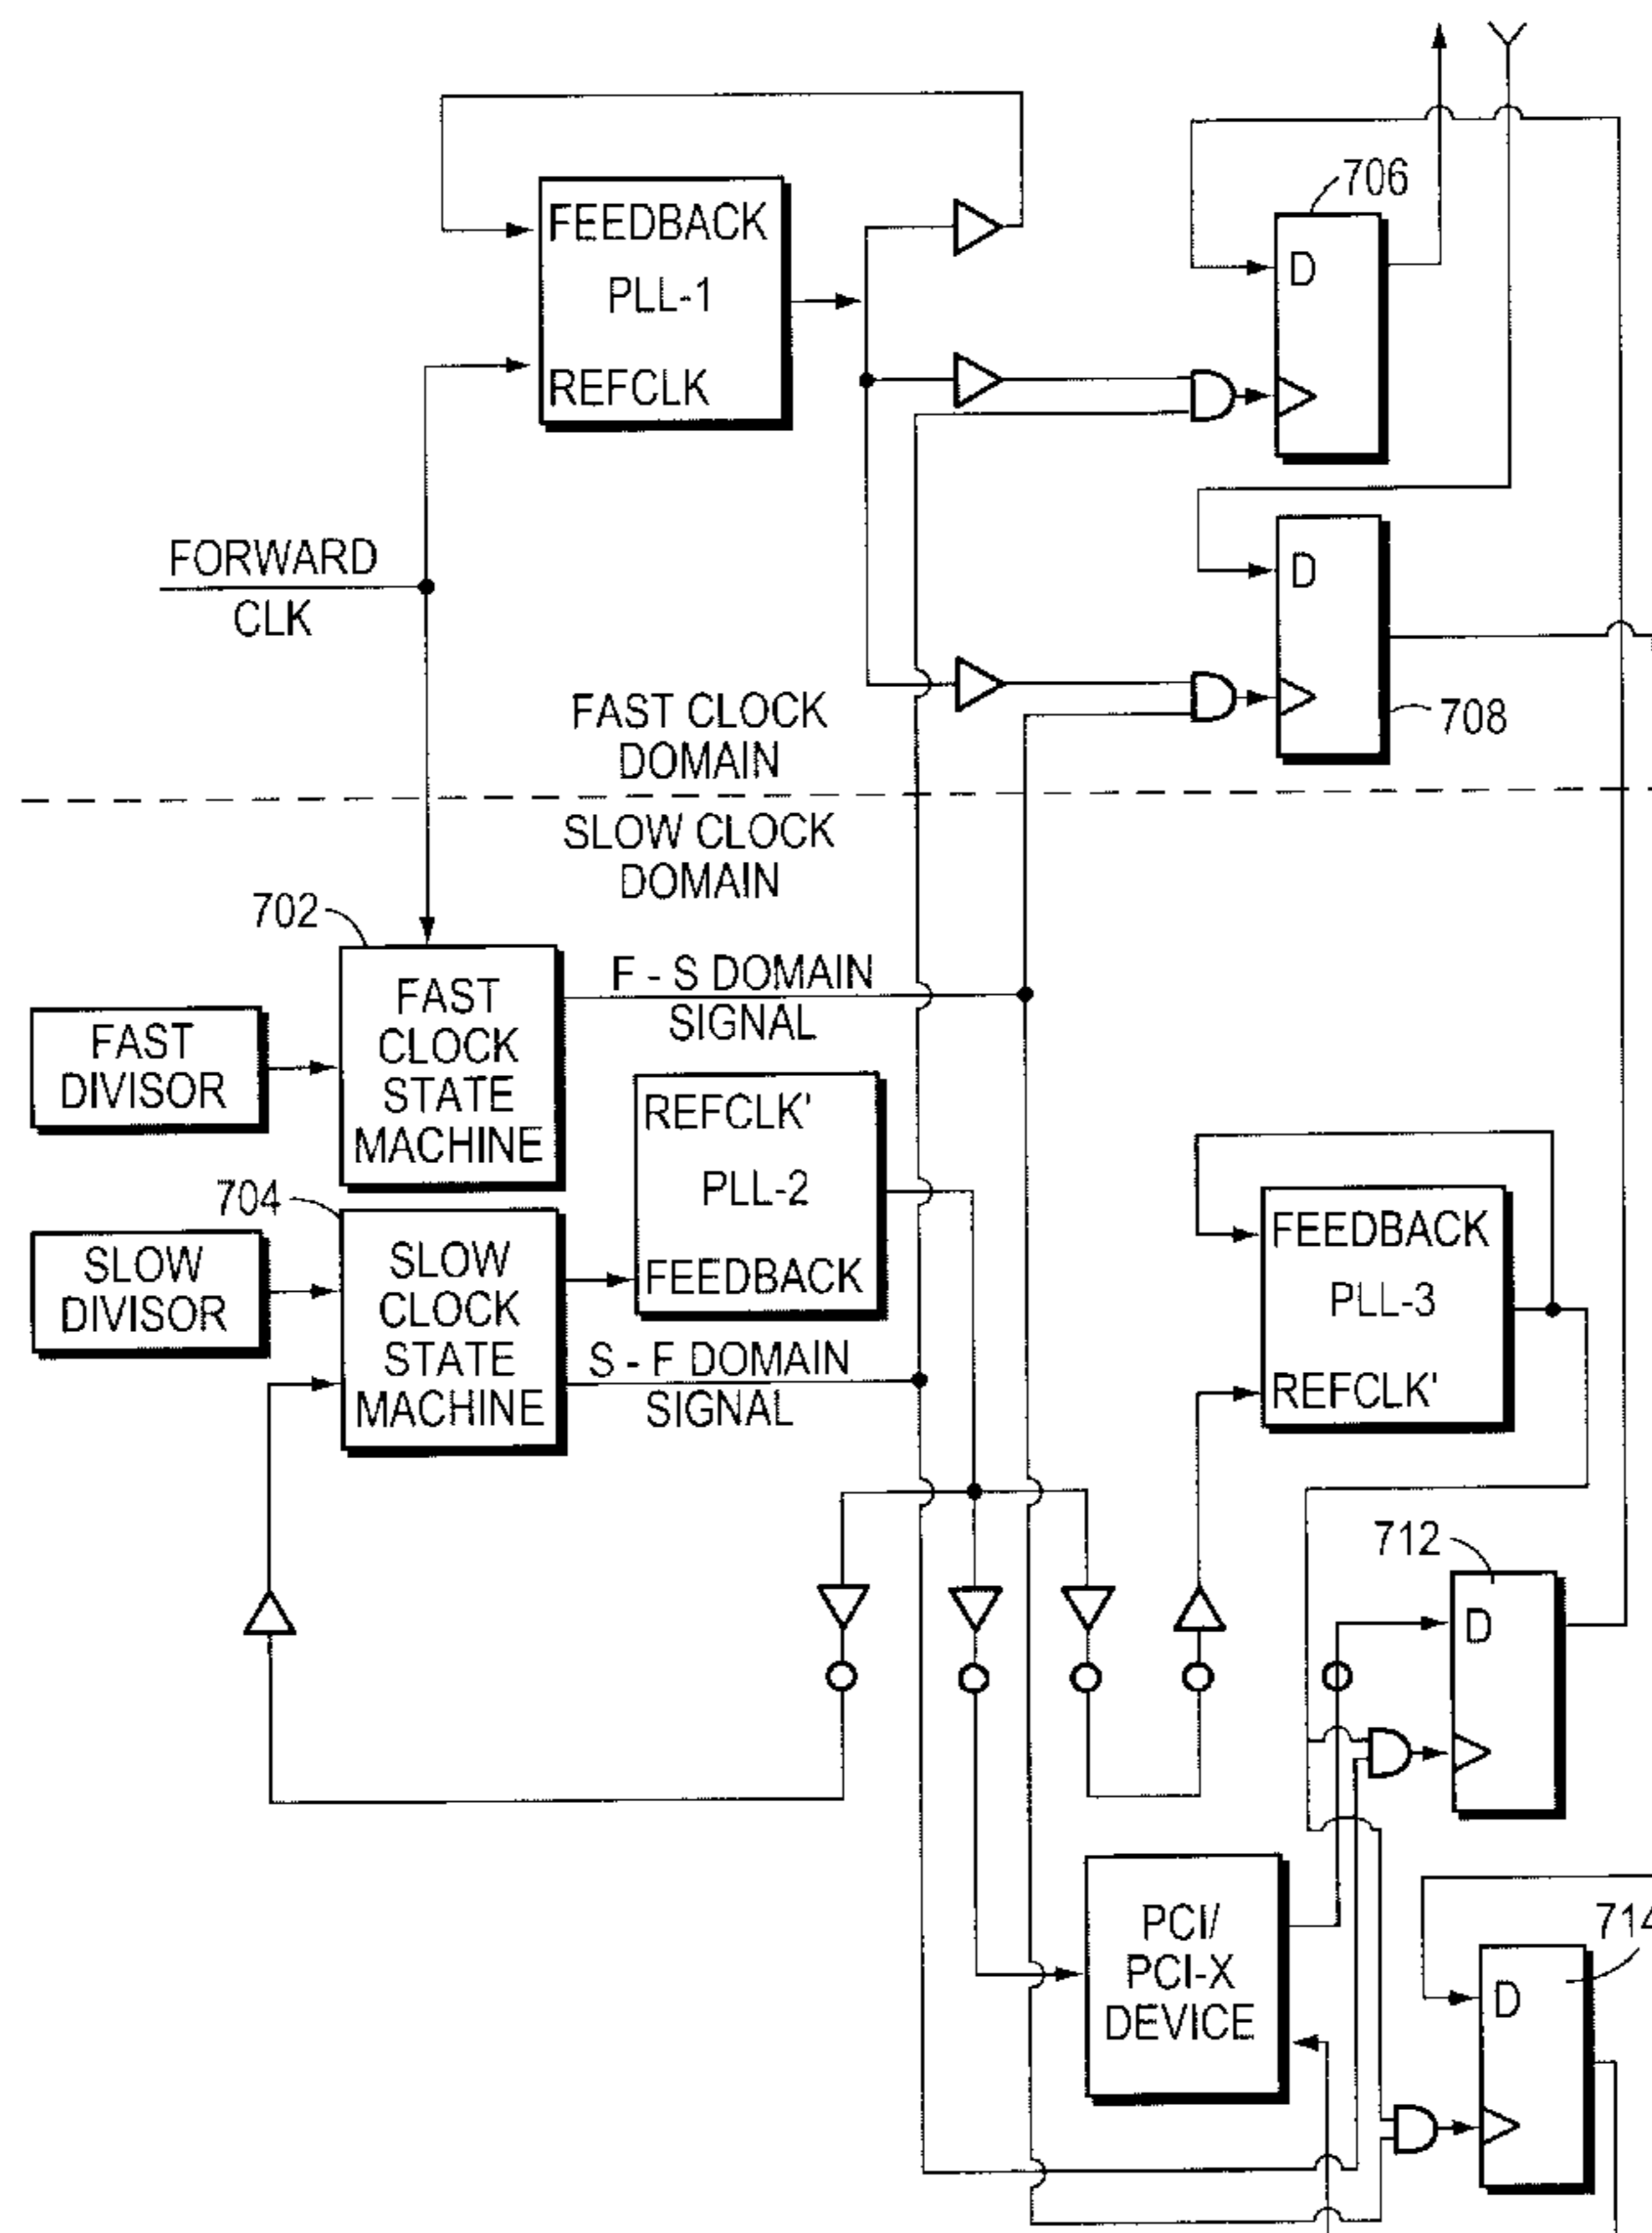 706
FEEDBACK
PLL-1
REFCLK
D
FORWARD
CLK
D
708
FAST CLOCK
DOMAIN
SLOW CLOCK
DOMAIN
702
FAST
CLOCK
STATE
MACHINE
F - S DOMAIN
SIGNAL
FAST
DIVISOR
REFCLK'
PLL-2
FEEDBACK
704
SLOW
CLOCK
STATE
MACHINE
SLOW
DIVISOR
S - F DOMAIN
SIGNAL
FEEDBACK
PLL-3
REFCLK'
712
D
PCI/
PCI-X
DEVICE
714
D